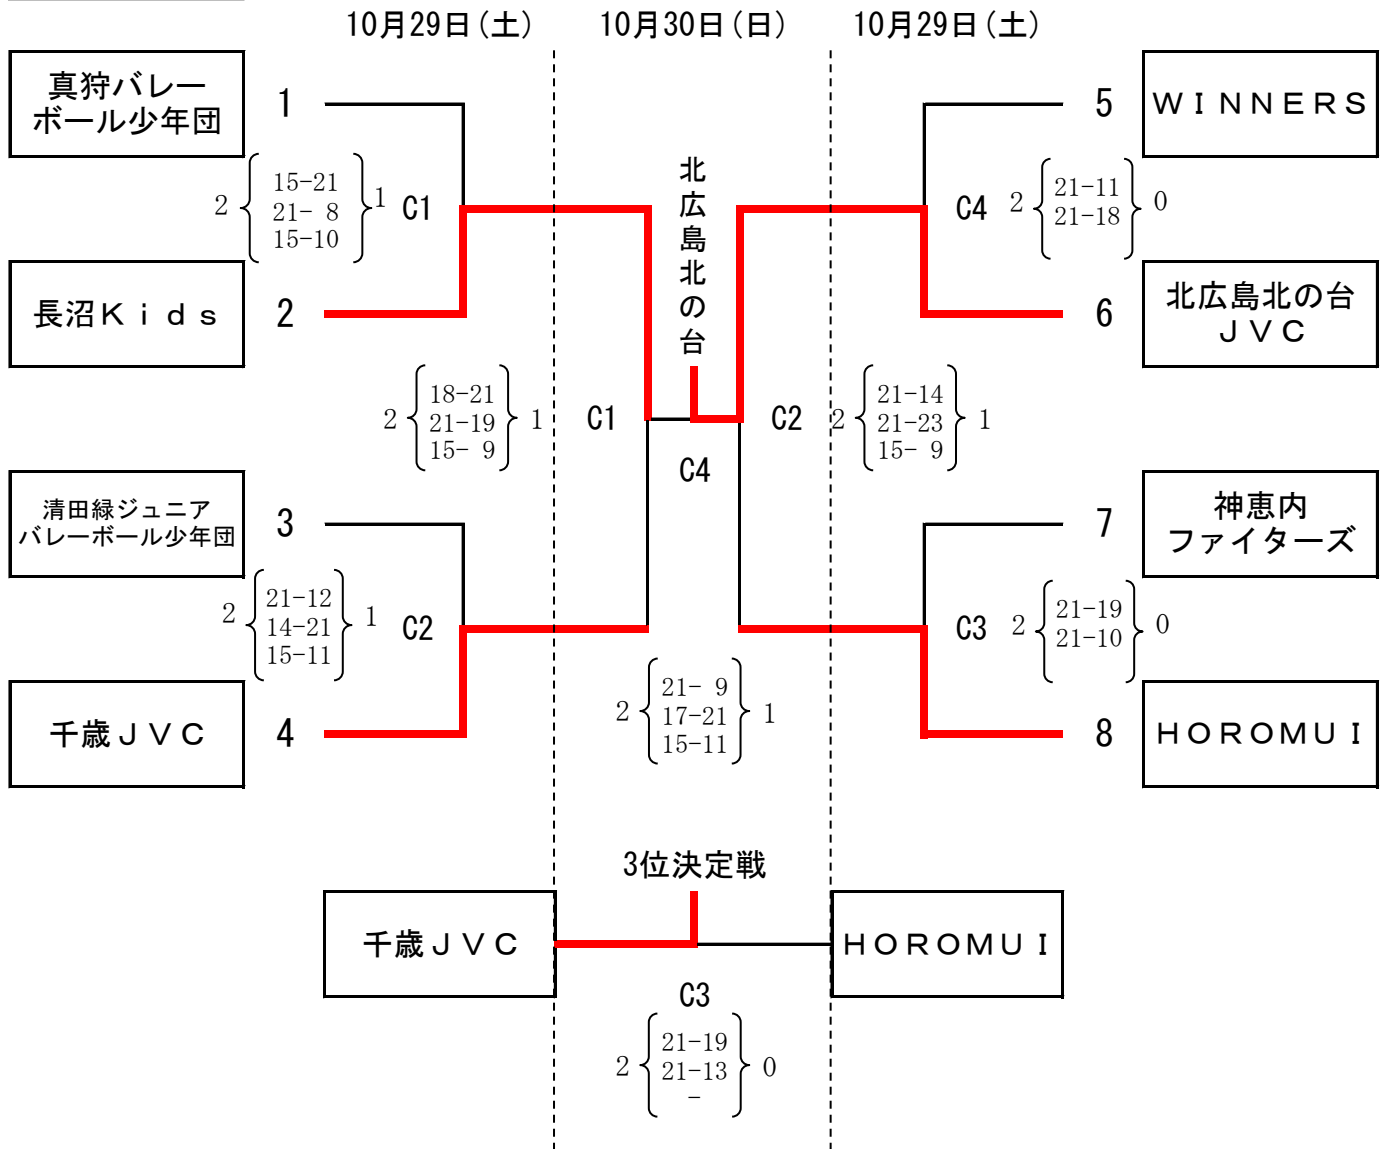 10月29日(土) 10月30日(日) 10月29日(土)
真狩バレー
ボール少年団
1
2 15-21 1
21- 8
15-10
C1
長沼Ｋｉｄｓ
2
2 18-21 1
21-19
15- 9
C1
清田緑ジュニア
バレーボール少年団
3
2 21-12 1
14-21
15-11
C2
千歳ＪＶＣ
4
北広島北の台
C4
2 21- 9 1
17-21
15-11
5
ＷＩＮＮＥＲＳ
C4
2 21-11 0
21-18
6
北広島北の台
ＪＶＣ
C2
2 21-14 1
21-23
15- 9
7
神恵内
ファイターズ
C3
2 21-19 0
21-10
8
ＨＯＲＯＭＵＩ
3位決定戦
千歳ＪＶＣ
ＨＯＲＯＭＵＩ
C3
2 21-19 0
21-13
-